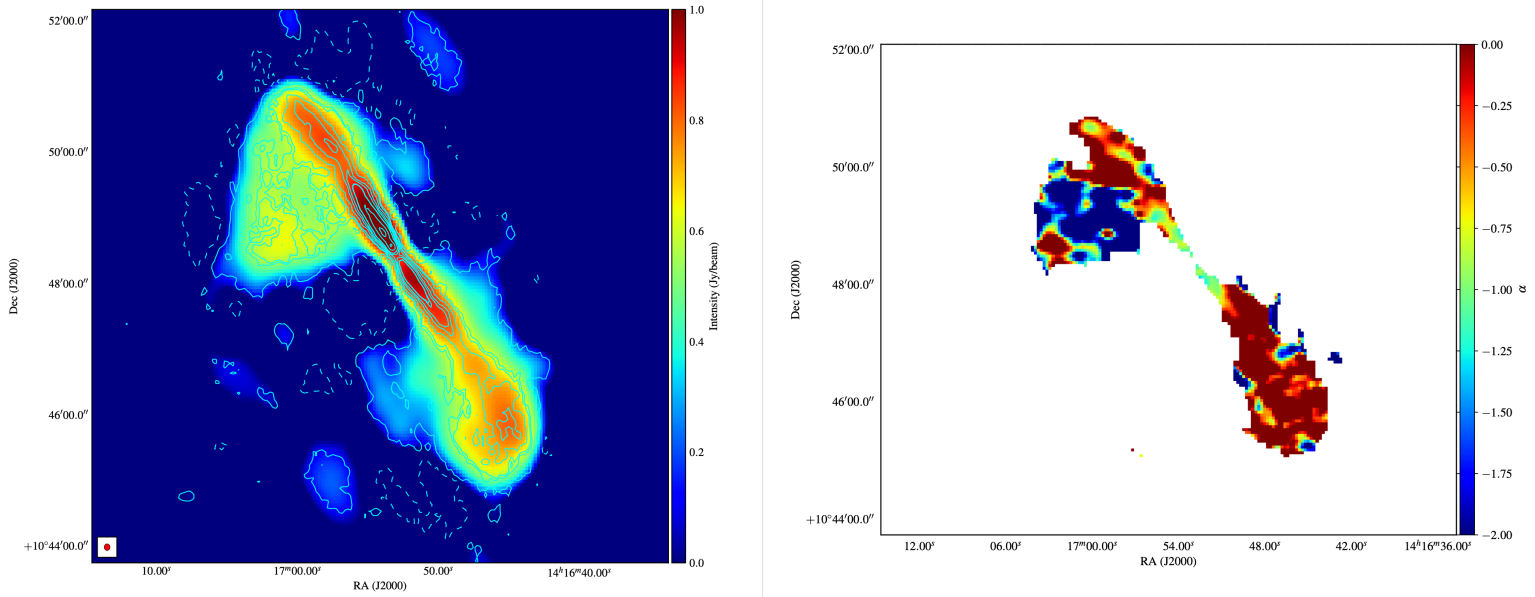 52′00.0″
50′00.0″
48′00.0″
46′00.0″
+10°44′00.0″
Dec (J2000)
10.00ˢ
17ᵐ00.00ˢ
50.00ˢ
14ʰ16ᵐ40.00ˢ
RA (J2000)
1.0
0.8
0.6
0.4
0.2
0.0
Intensity (Jy/beam)
52′00.0″
50′00.0″
48′00.0″
46′00.0″
+10°44′00.0″
Dec (J2000)
12.00ˢ
06.00ˢ
17ᵐ00.00ˢ
54.00ˢ
48.00ˢ
42.00ˢ
14ʰ16ᵐ36.00ˢ
RA (J2000)
0.00
−0.25
−0.50
−0.75
−1.00
−1.25
−1.50
−1.75
−2.00
α